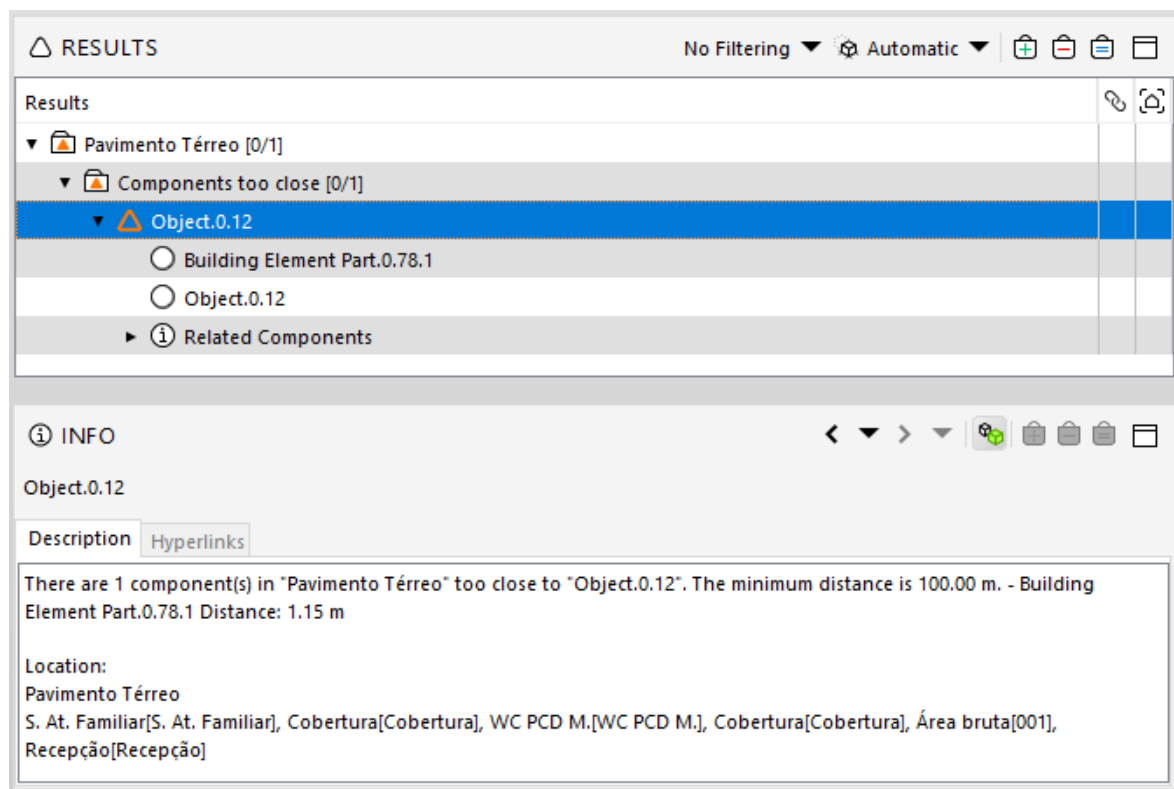 RESULTS
No Filtering Automatic
Results
Pavimento Térreo [0/1]
Components too close [0/1]
Object.0.12
Building Element Part.0.78.1
Object.0.12
Related Components
INFO
Object.0.12
Description Hyperlinks
There are 1 component(s) in "Pavimento Térreo" too close to "Object.0.12". The minimum distance is 100.00 m. - Building
Element Part.0.78.1 Distance: 1.15 m
Location:
Pavimento Térreo
S. At. Familiar[S. At. Familiar], Cobertura[Cobertura], WC PCD M.[WC PCD M.], Cobertura[Cobertura], Área bruta[001],
Recepção[Recepção]